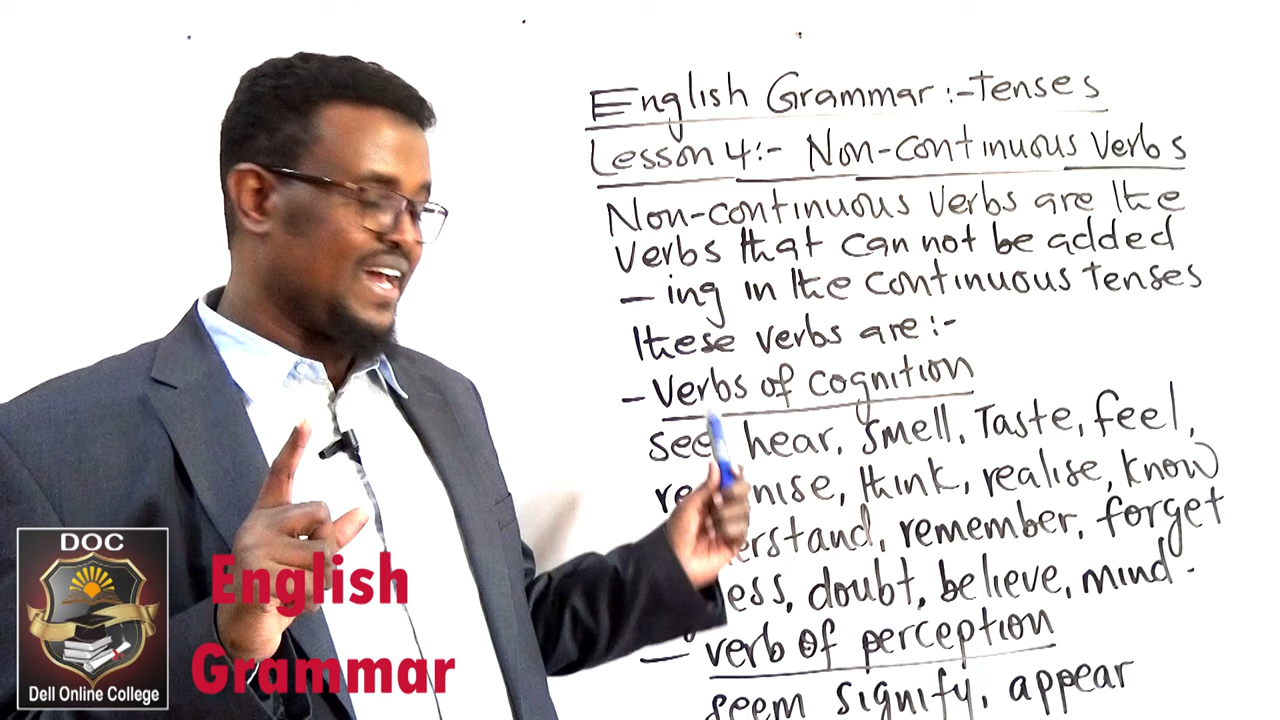 English Grammar :- Tenses
Lesson 4:- Non-continuous Verbs
Non-continuous Verbs are the
Verbs that can not be added
- ing in the continuous tenses
these verbs are :-
- Verbs of cognition
see hear, smell, Taste, feel,
think, realise, know
remember, forget
doubt, believe, mind.
- verb of perception
seem signify, appear
DOC
Dell Online College
English
Grammar